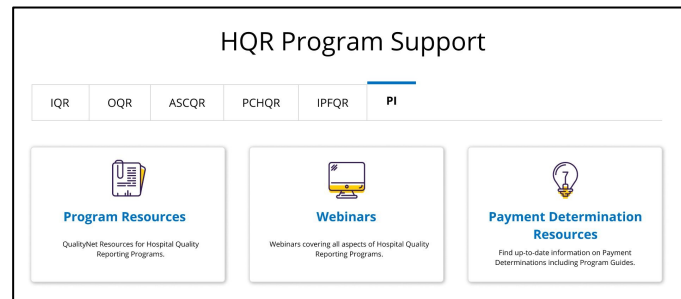 HQR Program Support
IQR OQR ASCQR PCHQR IPFQR PI
Program Resources
QualityNet Resources for Hospital Quality
Reporting Programs.
Webinars
Webinars covering all aspects of Hospital Quality
Reporting Programs.
7
Payment Determination
Resources
Find up-to-date information on Payment
Determinations including Program Guides.